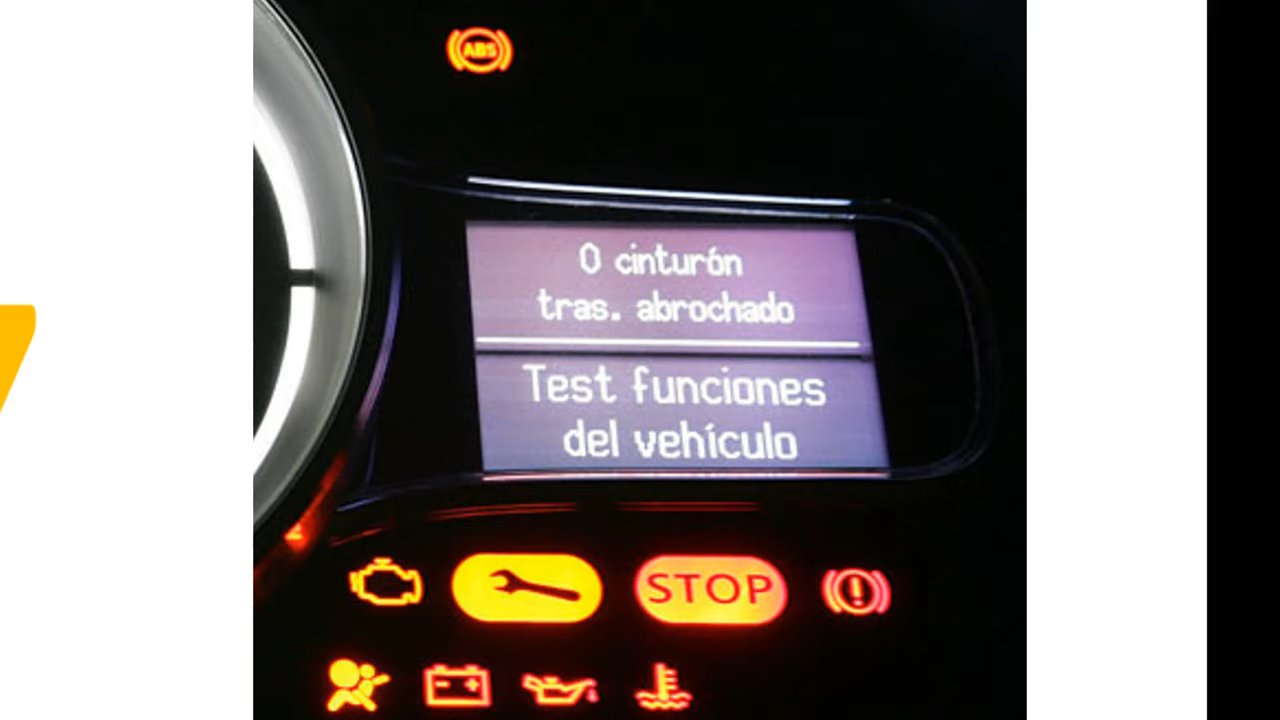 ABS
0 cinturón
tras. abrochado
Test funciones
del vehículo
STOP